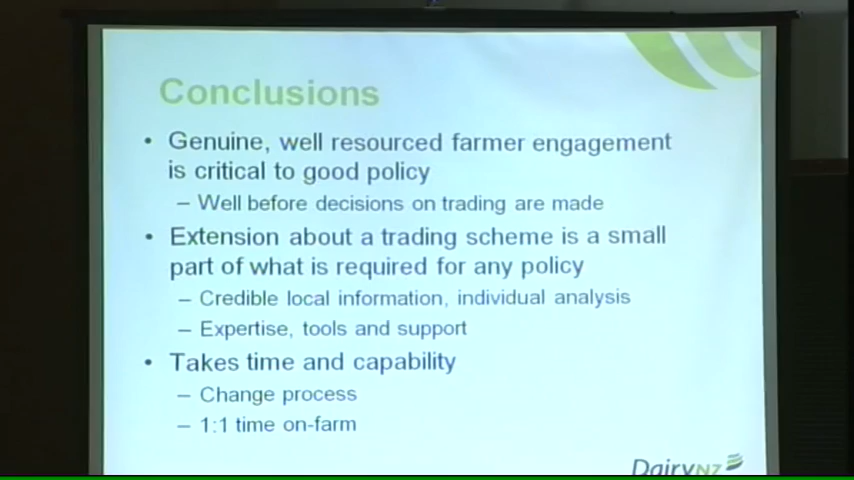 Conclusions
• Genuine, well resourced farmer engagement
is critical to good policy
– Well before decisions on trading are made
• Extension about a trading scheme is a small
part of what is required for any policy
– Credible local information, individual analysis
– Expertise, tools and support
• Takes time and capability
– Change process
– 1:1 time on-farm
DairyNZ